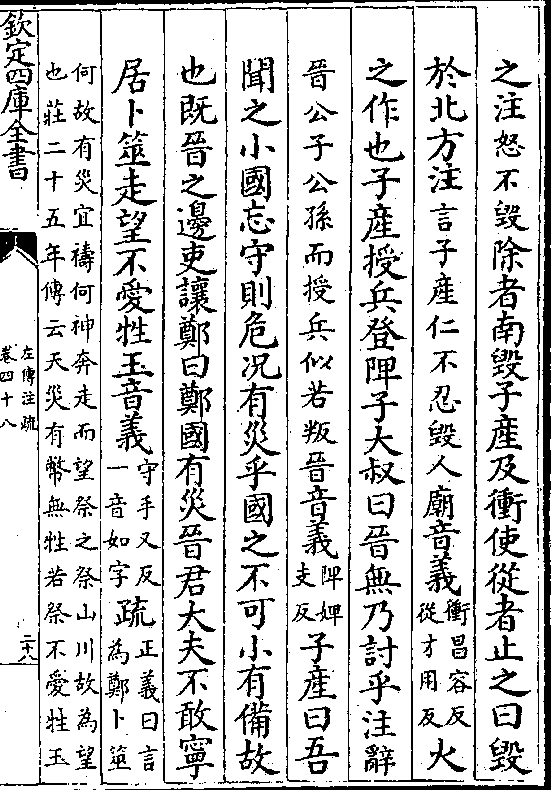 之注怒不毀除者南毀子產及衝使從者止之曰毀
於北方注言子產仁不忍毀人廟音義衝昌容反從才用反火
之作也子產授兵登陴子大叔曰晉無乃討乎注辭
晉公子公孫而授兵似若叛晉音義陴婢支反子產曰吾
聞之小國忘守則危况有災乎國之不可小有備故
也既晉之邊吏讓鄭曰鄭國有災晉君大夫不敢寧
居卜筮走望不愛牲玉音義守手又反一音如字疏正義曰言為鄭卜筮
何故有災宜禱何神奔走而望祭之祭山川故為望
也莊二十五年傳云天災有幣無牲若祭不愛牲玉
欽定四庫全書
左傳注疏
卷四十八
二十八